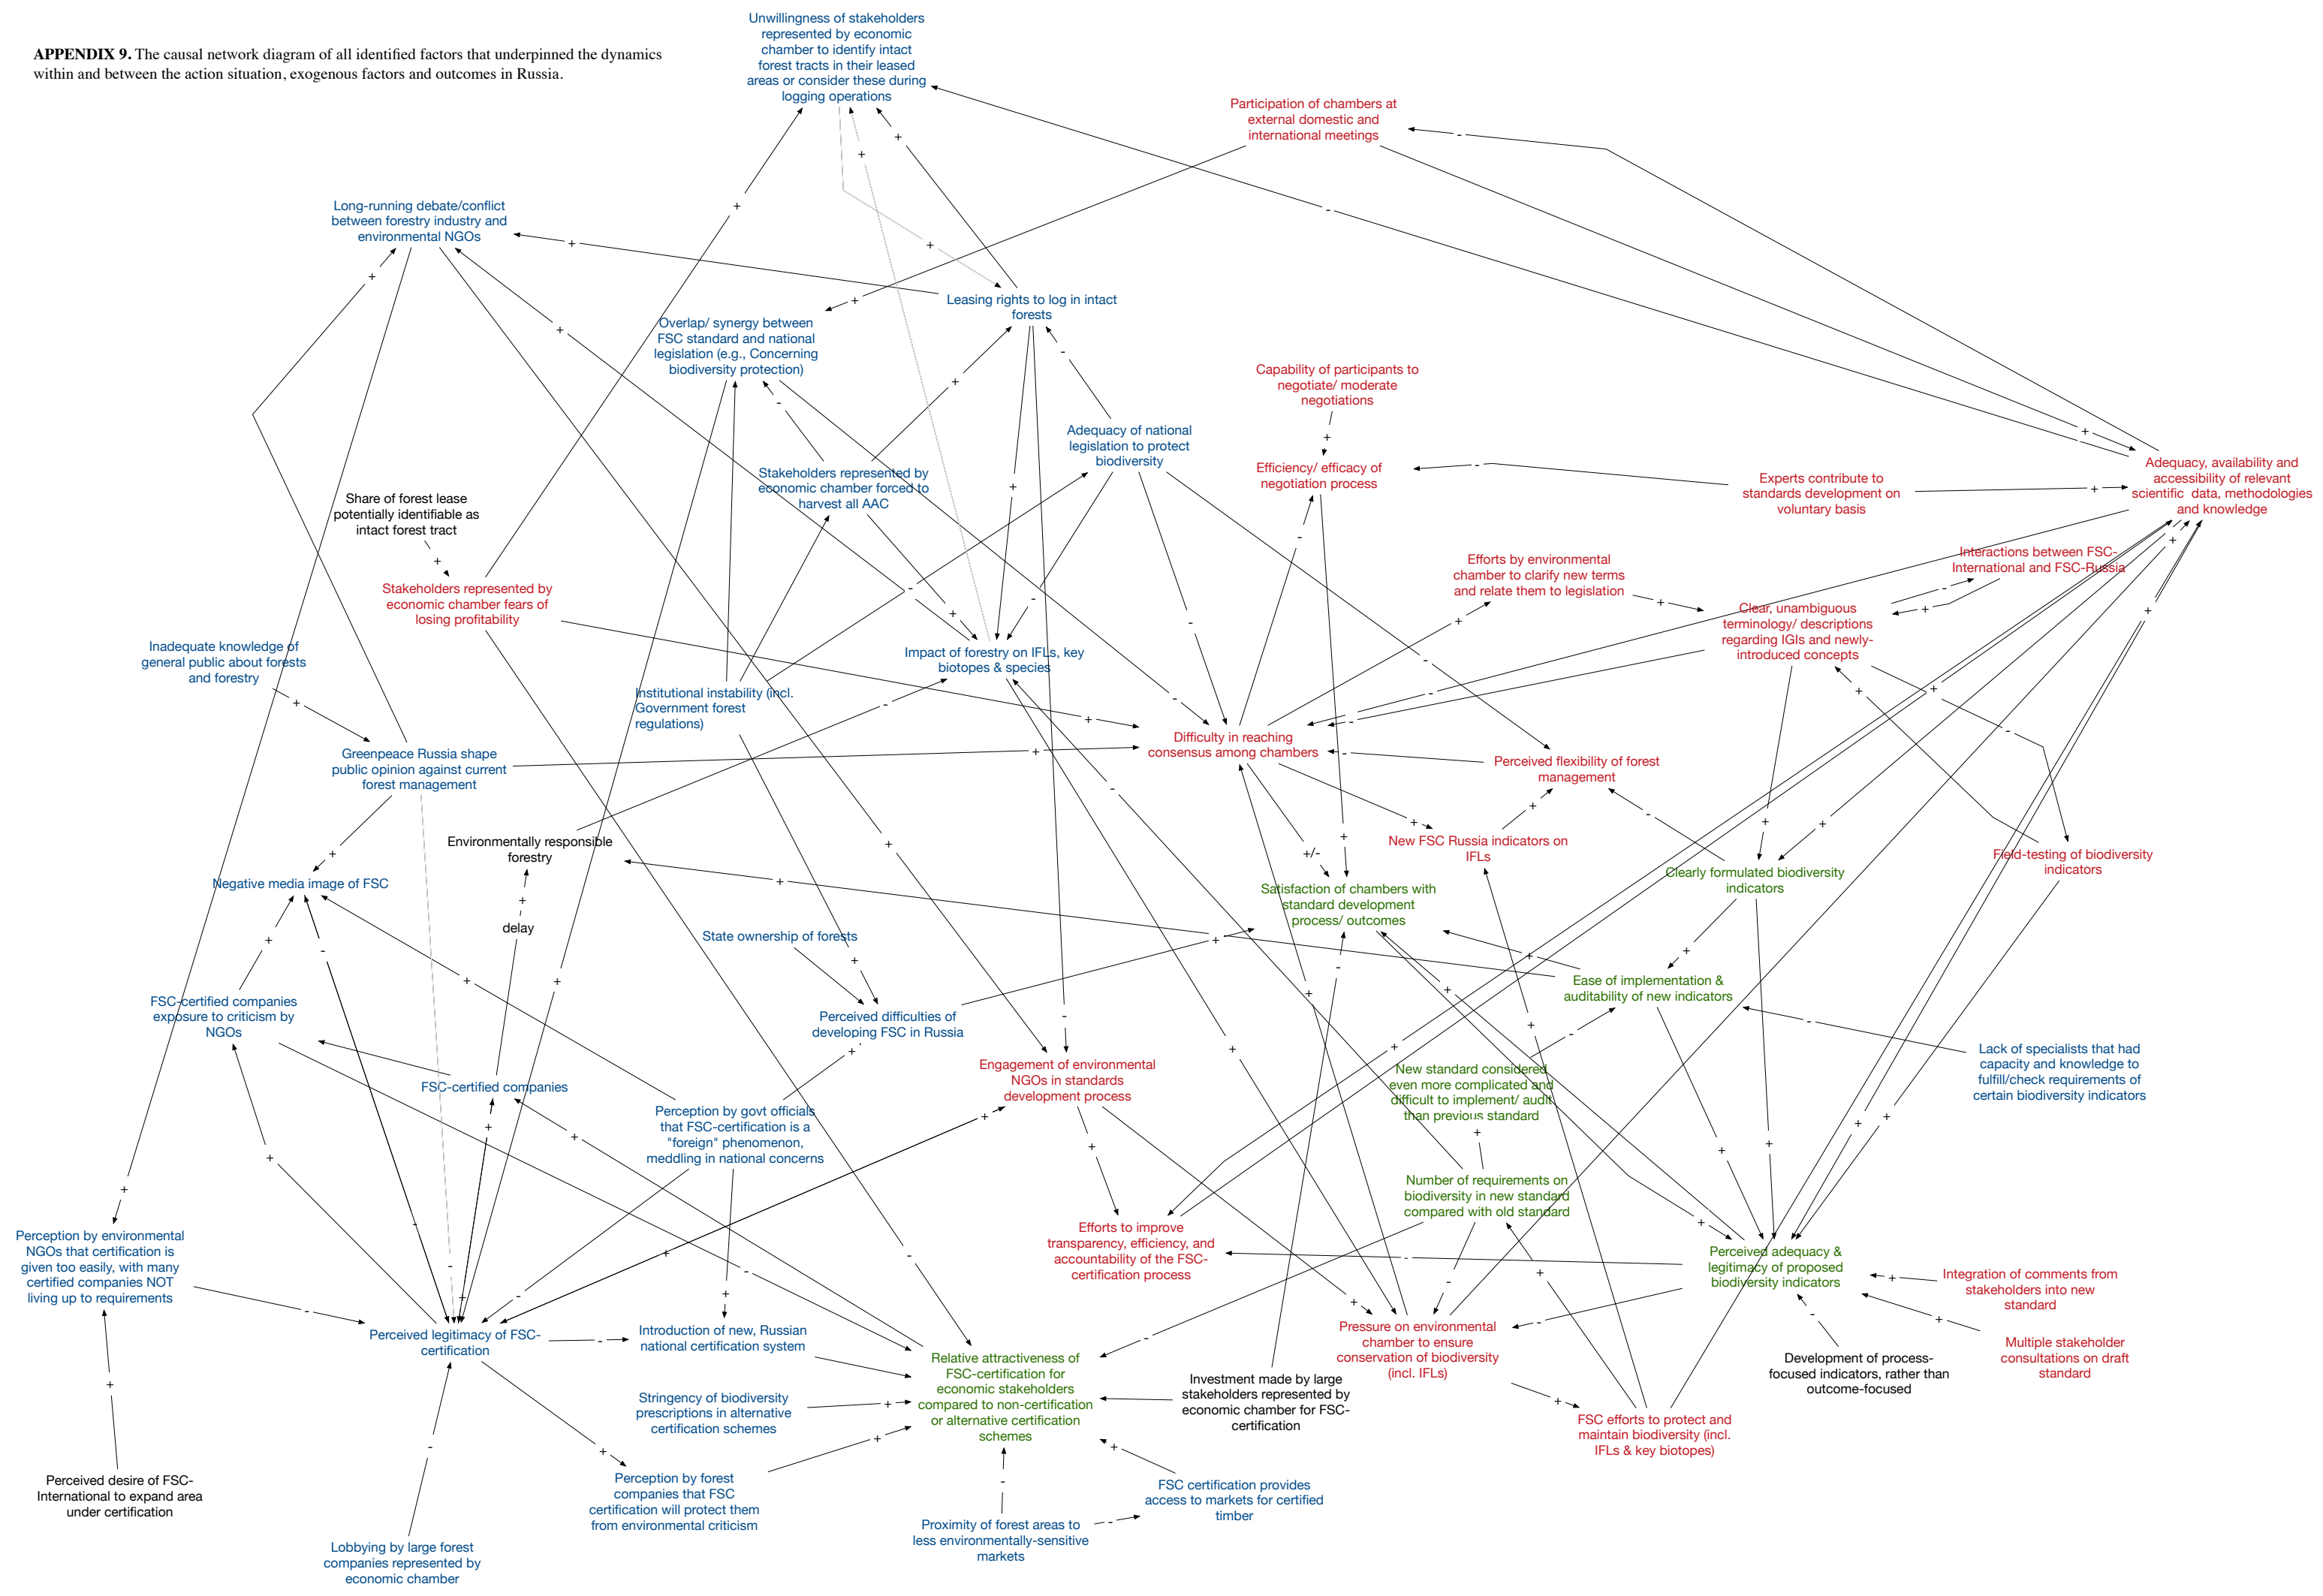 APPENDIX 9. The causal network diagram of all identified factors that underpinned the dynamics
within and between the action situation, exogenous factors and outcomes in Russia.
Unwillingness of stakeholders
represented by economic
chamber to identify intact
forest tracts in their leased
areas or consider these during
logging operations
Participation of chambers at
external domestic and
international meetings
Long-running debate/conflict
between forestry industry and
environmental NGOs
Leasing rights to log in intact
forests
Overlap/ synergy between
FSC standard and national
legislation (e.g., Concerning
biodiversity protection)
Capability of participants to
negotiate/ moderate
negotiations
Adequacy of national
legislation to protect
biodiversity
Stakeholders represented by
economic chamber forced to
harvest all AAC
Efficiency/ efficacy of
negotiation process
Experts contribute to
standards development on
voluntary basis
Adequacy, availability and
accessibility of relevant
scientific data, methodologies
and knowledge
Share of forest lease
potentially identifiable as
intact forest tract
Stakeholders represented by
economic chamber fears of
losing profitability
Efforts by environmental
chamber to clarify new terms
and relate them to legislation
Interactions between FSC-
International and FSC-Russia
Clear, unambiguous
terminology/ descriptions
regarding IGIs and newly-
introduced concepts
Inadequate knowledge of
general public about forests
and forestry
Impact of forestry on IFLs, key
biotopes & species
Institutional instability (incl.
Government forest
regulations)
Greenpeace Russia shape
public opinion against current
forest management
Difficulty in reaching
consensus among chambers
Perceived flexibility of forest
management
Environmentally responsible
forestry
New FSC Russia indicators on
IFLs
Field-testing of biodiversity
indicators
Clearly formulated biodiversity
indicators
Negative media image of FSC
Satisfaction of chambers with
standard development
process/ outcomes
delay
State ownership of forests
Ease of implementation &
auditability of new indicators
FSC-certified companies
exposure to criticism by
NGOs
Perceived difficulties of
developing FSC in Russia
Lack of specialists that had
capacity and knowledge to
fulfill/check requirements of
certain biodiversity indicators
Engagement of environmental
NGOs in standards
development process
New standard considered
even more complicated and
difficult to implement/ audit
than previous standard
FSC-certified companies
Perception by govt officials
that FSC-certification is a
"foreign" phenomenon,
meddling in national concerns
Number of requirements on
biodiversity in new standard
compared with old standard
Perception by environmental
NGOs that certification is
given too easily, with many
certified companies NOT
living up to requirements
Efforts to improve
transparency, efficiency, and
accountability of the FSC-
certification process
Perceived adequacy &
legitimacy of proposed
biodiversity indicators
Integration of comments from
stakeholders into new
standard
Perceived legitimacy of FSC-
certification
Introduction of new, Russian
national certification system
Pressure on environmental
chamber to ensure
conservation of biodiversity
(incl. IFLs)
Multiple stakeholder
consultations on draft
standard
Relative attractiveness of
FSC-certification for
economic stakeholders
compared to non-certification
or alternative certification
schemes
Development of process-
focused indicators, rather than
outcome-focused
Investment made by large
stakeholders represented by
economic chamber for FSC-
certification
Stringency of biodiversity
prescriptions in alternative
certification schemes
FSC efforts to protect and
maintain biodiversity (incl.
IFLs & key biotopes)
Perceived desire of FSC-
International to expand area
under certification
Perception by forest
companies that FSC
certification will protect them
from environmental criticism
FSC certification provides
access to markets for certified
timber
Proximity of forest areas to
less environmentally-sensitive
markets
Lobbying by large forest
companies represented by
economic chamber